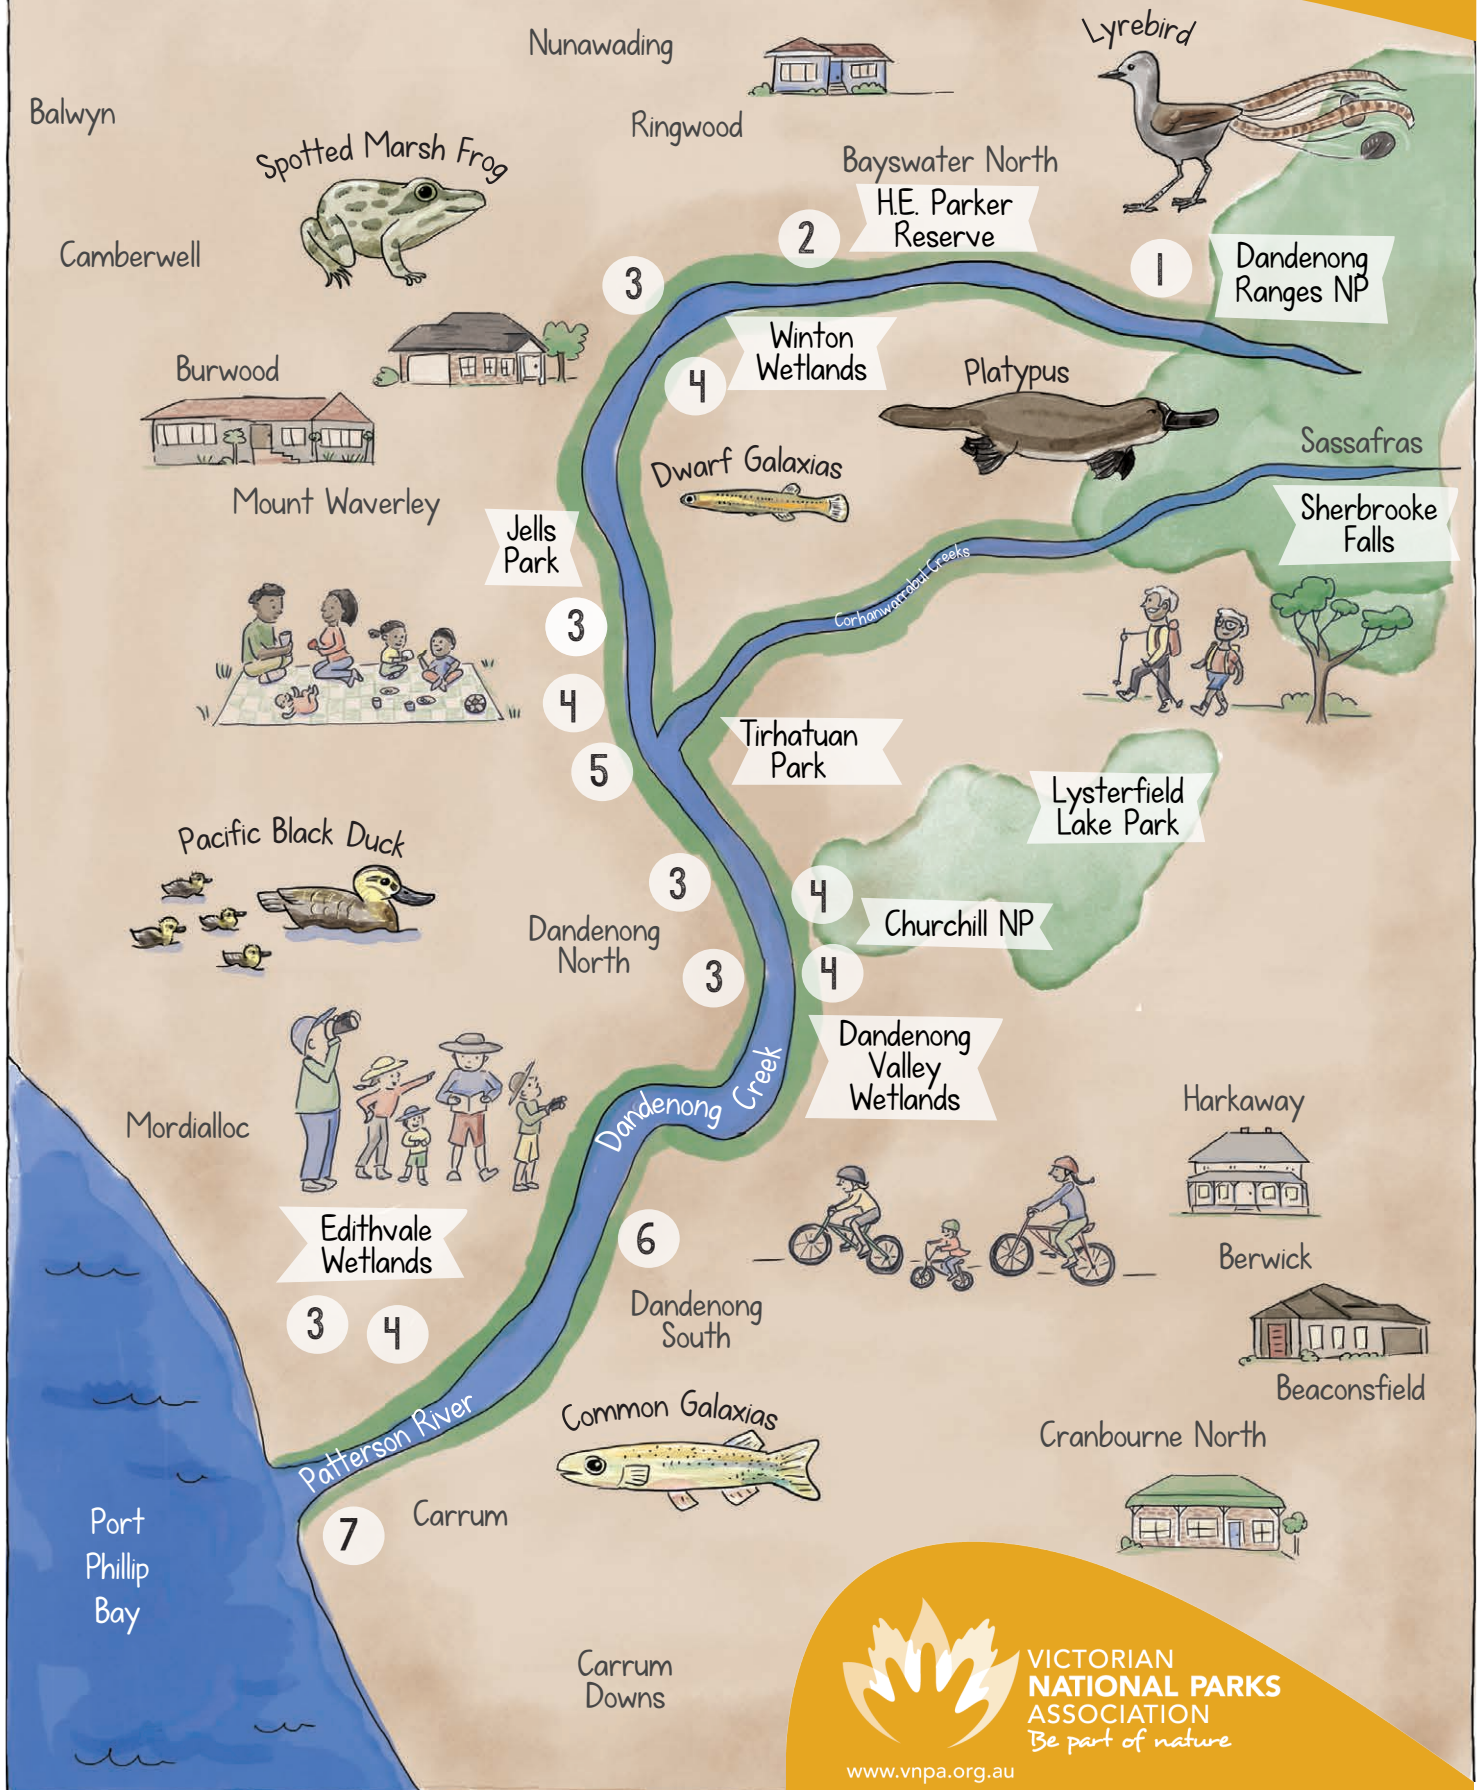 Nunawading
Lyrebird
Balwyn
Ringwood
Spotted Marsh Frog
Bayswater North
H.E. Parker
Reserve
2
Camberwell
3
1
Dandenong
Ranges NP
Winton
Wetlands
Burwood
4
Platypus
Sassafras
Dwarf Galaxias
Mount Waverley
Sherbrooke
Falls
Jells
Park
Corhanwarrabul Creeks
3
4
5
Tirhatuan
Park
Lysterfield
Lake Park
Pacific Black Duck
3
4
Churchill NP
Dandenong
North
3
4
Dandenong
Valley
Wetlands
Dandenong Creek
Mordialloc
Harkaway
Edithvale
Wetlands
6
Berwick
3
4
Dandenong
South
Beaconsfield
Common Galaxias
Cranbourne North
Patterson River
7
Carrum
Port
Phillip
Bay
Carrum
Downs
VICTORIAN
NATIONAL PARKS
ASSOCIATION
Be part of nature
www.vnpa.org.au